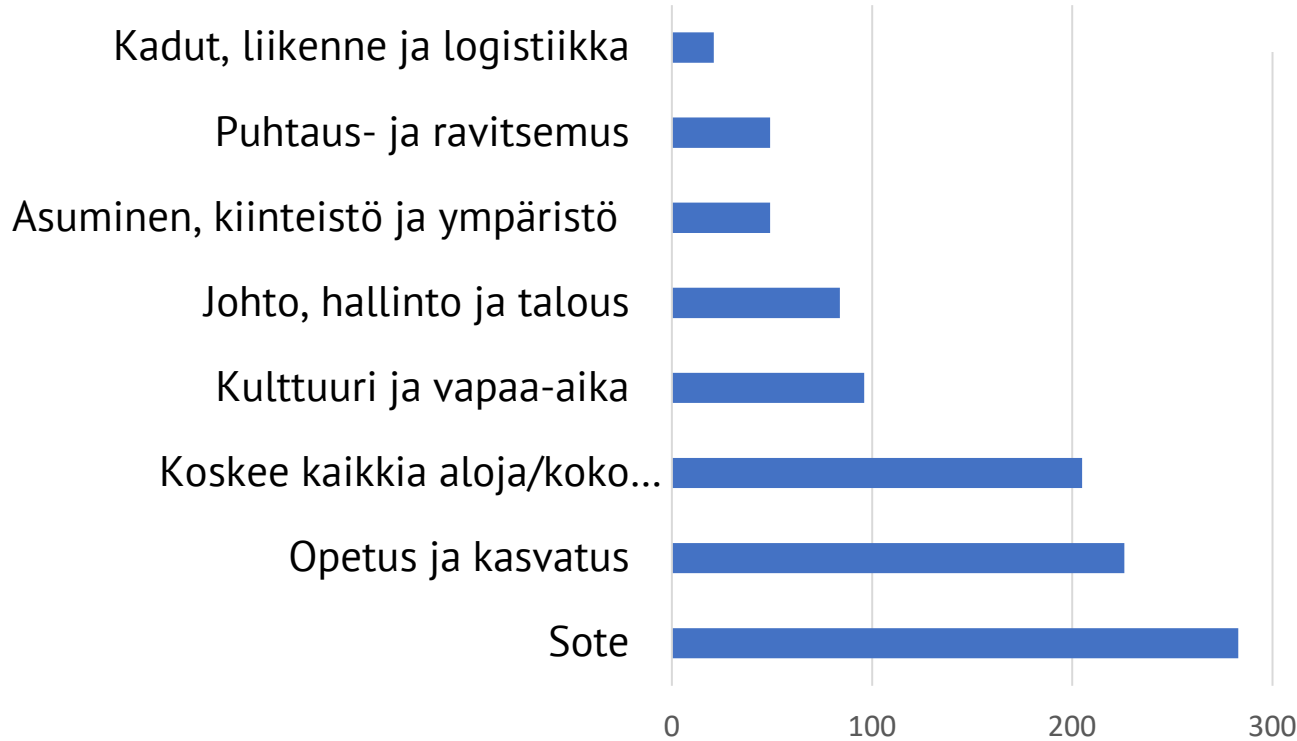 Kadut, liikenne ja logistiikka
Puhtaus- ja ravitsemus
Asuminen, kiinteistö ja ympäristö
Johto, hallinto ja talous
Kulttuuri ja vapaa-aika
Koskee kaikkia aloja/koko...
Opetus ja kasvatus
Sote
0 100 200 300